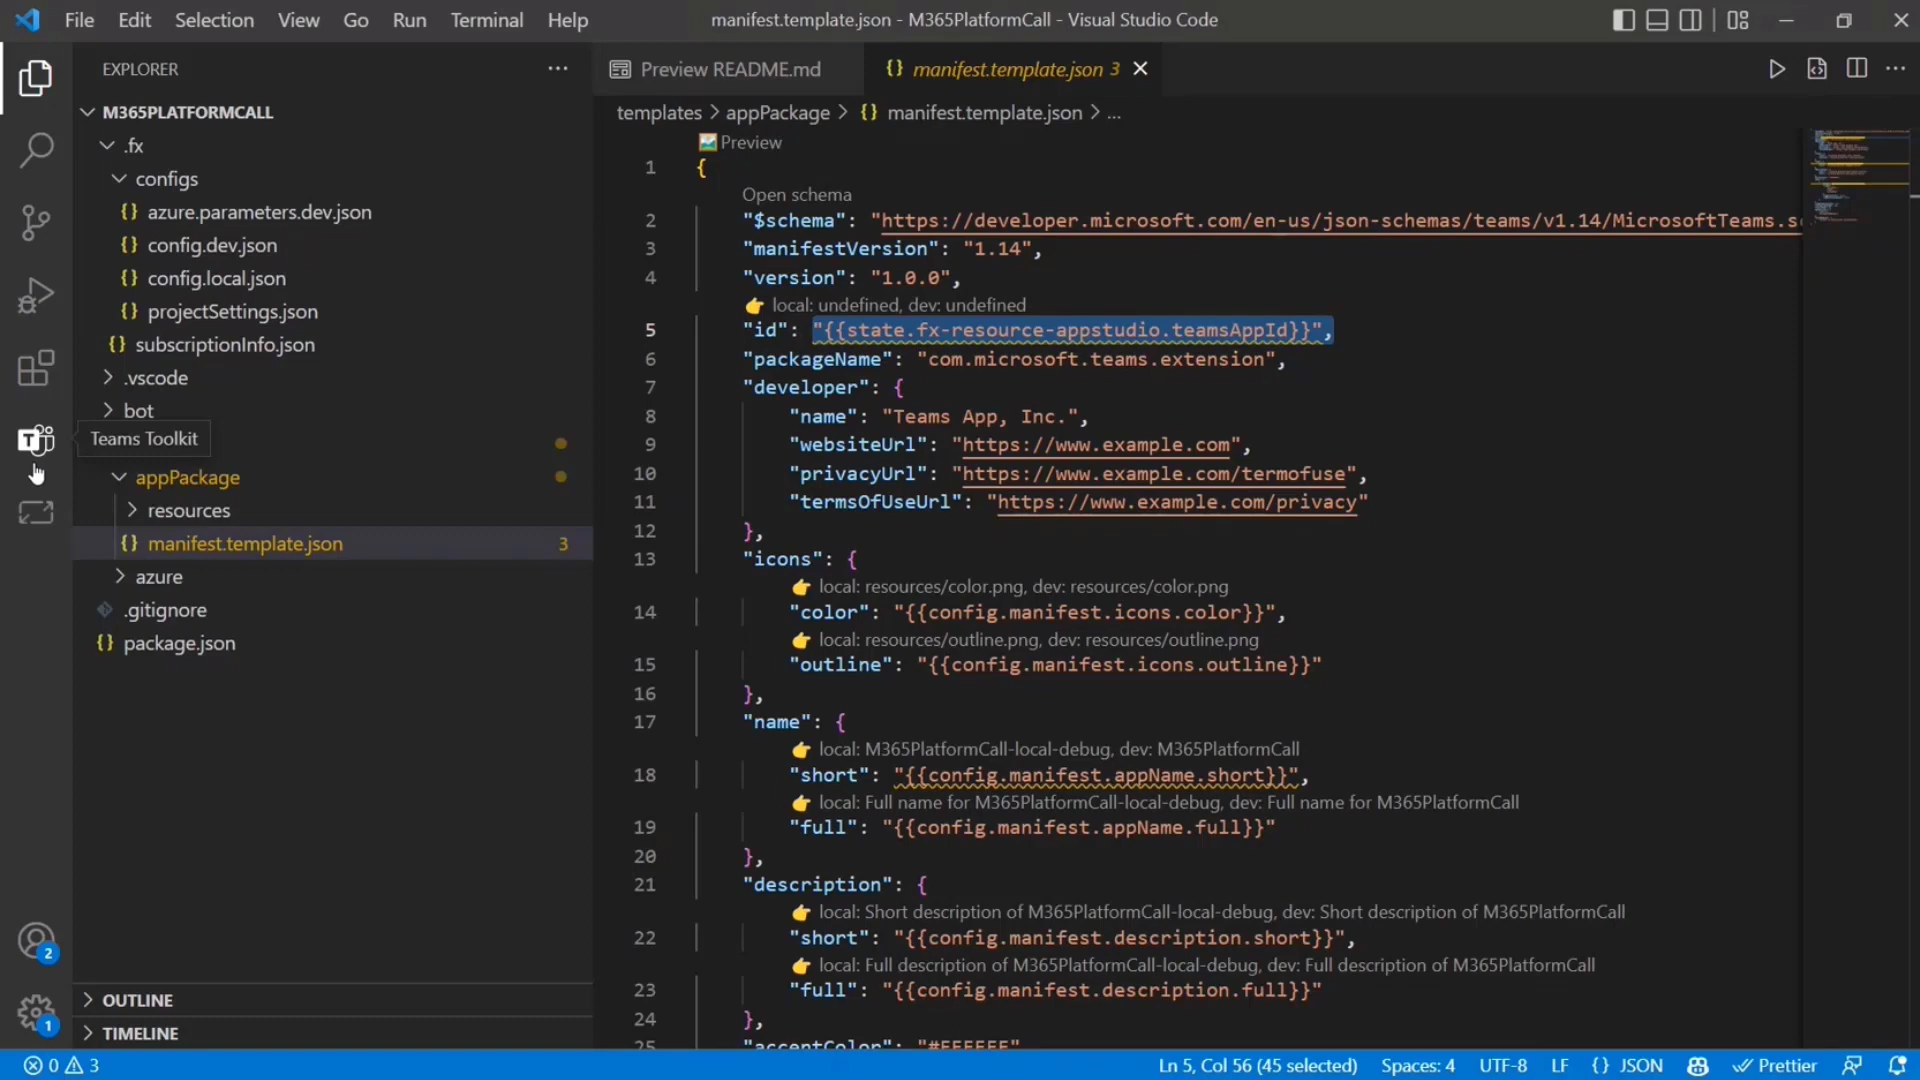 File Edit Selection View Go Run Terminal Help
manifest.template.json - M365PlatformCall - Visual Studio Code
EXPLORER
M365PLATFORMCALL
.fx
configs
{} azure.parameters.dev.json
{} config.dev.json
{} config.local.json
{} projectSettings.json
{} subscriptionInfo.json
.vscode
bot
T
Teams Toolkit
appPackage
resources
{} manifest.template.json 3
azure
.gitignore
{} package.json
2
1
OUTLINE
TIMELINE
Preview README.md
{} manifest.template.json 3
templates > appPackage > {} manifest.template.json > ...
Preview
1 {
Open schema
2 "$schema": "https://developer.microsoft.com/en-us/json-schemas/teams/v1.14/MicrosoftTeams.s
3 "manifestVersion": "1.14",
4 "version": "1.0.0",
👉 local: undefined, dev: undefined
5 "id": "{{state.fx-resource-appstudio.teamsAppId}}",
6 "packageName": "com.microsoft.teams.extension",
7 "developer": {
8 "name": "Teams App, Inc.",
9 "websiteUrl": "https://www.example.com",
10 "privacyUrl": "https://www.example.com/termofuse",
11 "termsOfUseUrl": "https://www.example.com/privacy"
12 },
13 "icons": {
👉 local: resources/color.png, dev: resources/color.png
14 "color": "{{config.manifest.icons.color}}",
👉 local: resources/outline.png, dev: resources/outline.png
15 "outline": "{{config.manifest.icons.outline}}"
16 },
17 "name": {
👉 local: M365PlatformCall-local-debug, dev: M365PlatformCall
18 "short": "{{config.manifest.appName.short}}",
👉 local: Full name for M365PlatformCall-local-debug, dev: Full name for M365PlatformCall
19 "full": "{{config.manifest.appName.full}}"
20 },
21 "description": {
👉 local: Short description of M365PlatformCall-local-debug, dev: Short description of M365PlatformCall
22 "short": "{{config.manifest.description.short}}",
👉 local: Full description of M365PlatformCall-local-debug, dev: Full description of M365PlatformCall
23 "full": "{{config.manifest.description.full}}"
24 },
25 "accentColor": "#FFFFFF"
0 3
Ln 5, Col 56 (45 selected) Spaces: 4 UTF-8 LF {} JSON Prettier